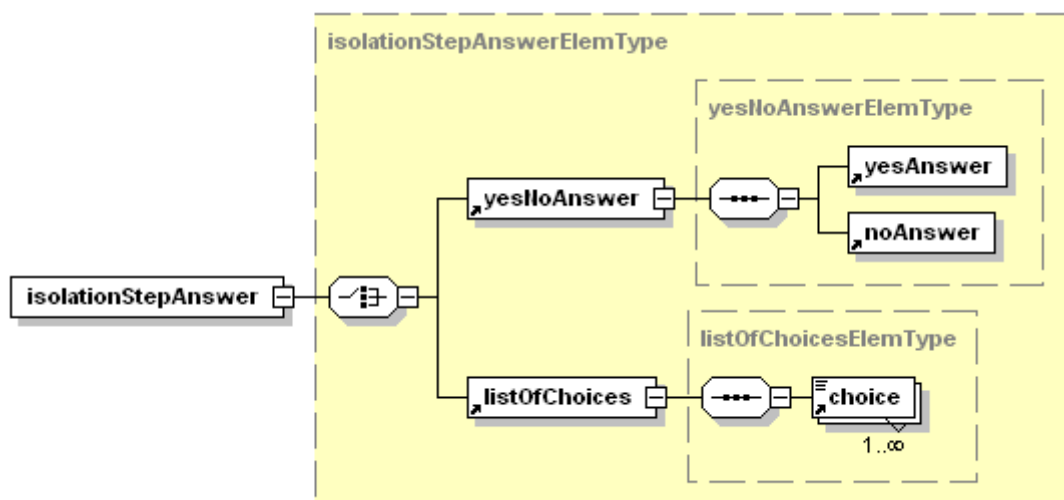 isolationStepAnswerElemType
yesNoAnswerElemType
yesAnswer
yesNoAnswer
noAnswer
isolationStepAnswer
listOfChoicesElemType
listOfChoices
choice
1..∞